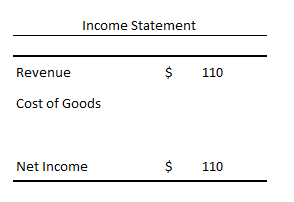 Income Statement
Revenue $ 110
Cost of Goods
Net Income $ 110